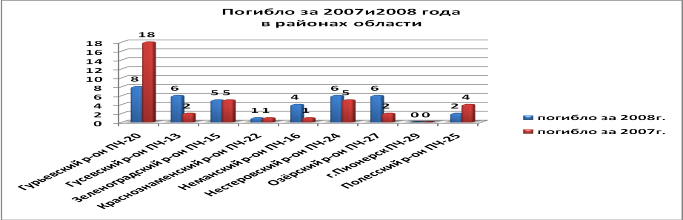 Погибло за 2007и2008 года
в районах области
18
16
14
12
10
8
6
4
2
0
8 18
6 2
5 5
1 1
4 1
6 5
6 2
0 0
2 4
Гурьевский р-он ПЧ-20
Гусевский р-он ПЧ-13
Зеленоградский р-он ПЧ-15
Краснознаменский р-он ПЧ-22
Неманский р-он ПЧ-16
Нестеровский р-он ПЧ-24
Озёрский р-он ПЧ-27
г.Пионерск ПЧ-29
Полесский р-он ПЧ-25
погибло за 2008г.
погибло за 2007г.